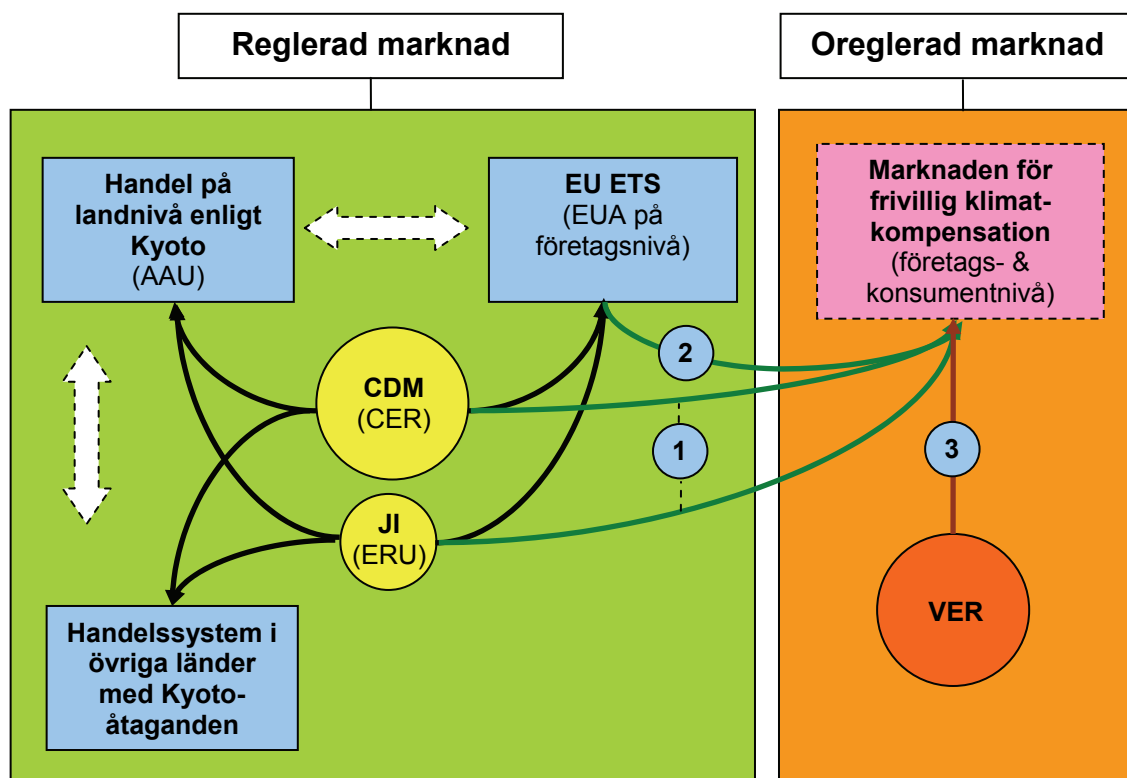 Reglerad marknad
Oreglerad marknad
Handel på
landnivå enligt
Kyoto
(AAU)
EU ETS
(EUA på
företagsnivå)
Marknaden för
frivillig klimat-
kompensation
(företags- &
konsumentnivå)
2
CDM
(CER)
1
3
JI
(ERU)
VER
Handelssystem i
övriga länder
med Kyoto-
åtaganden